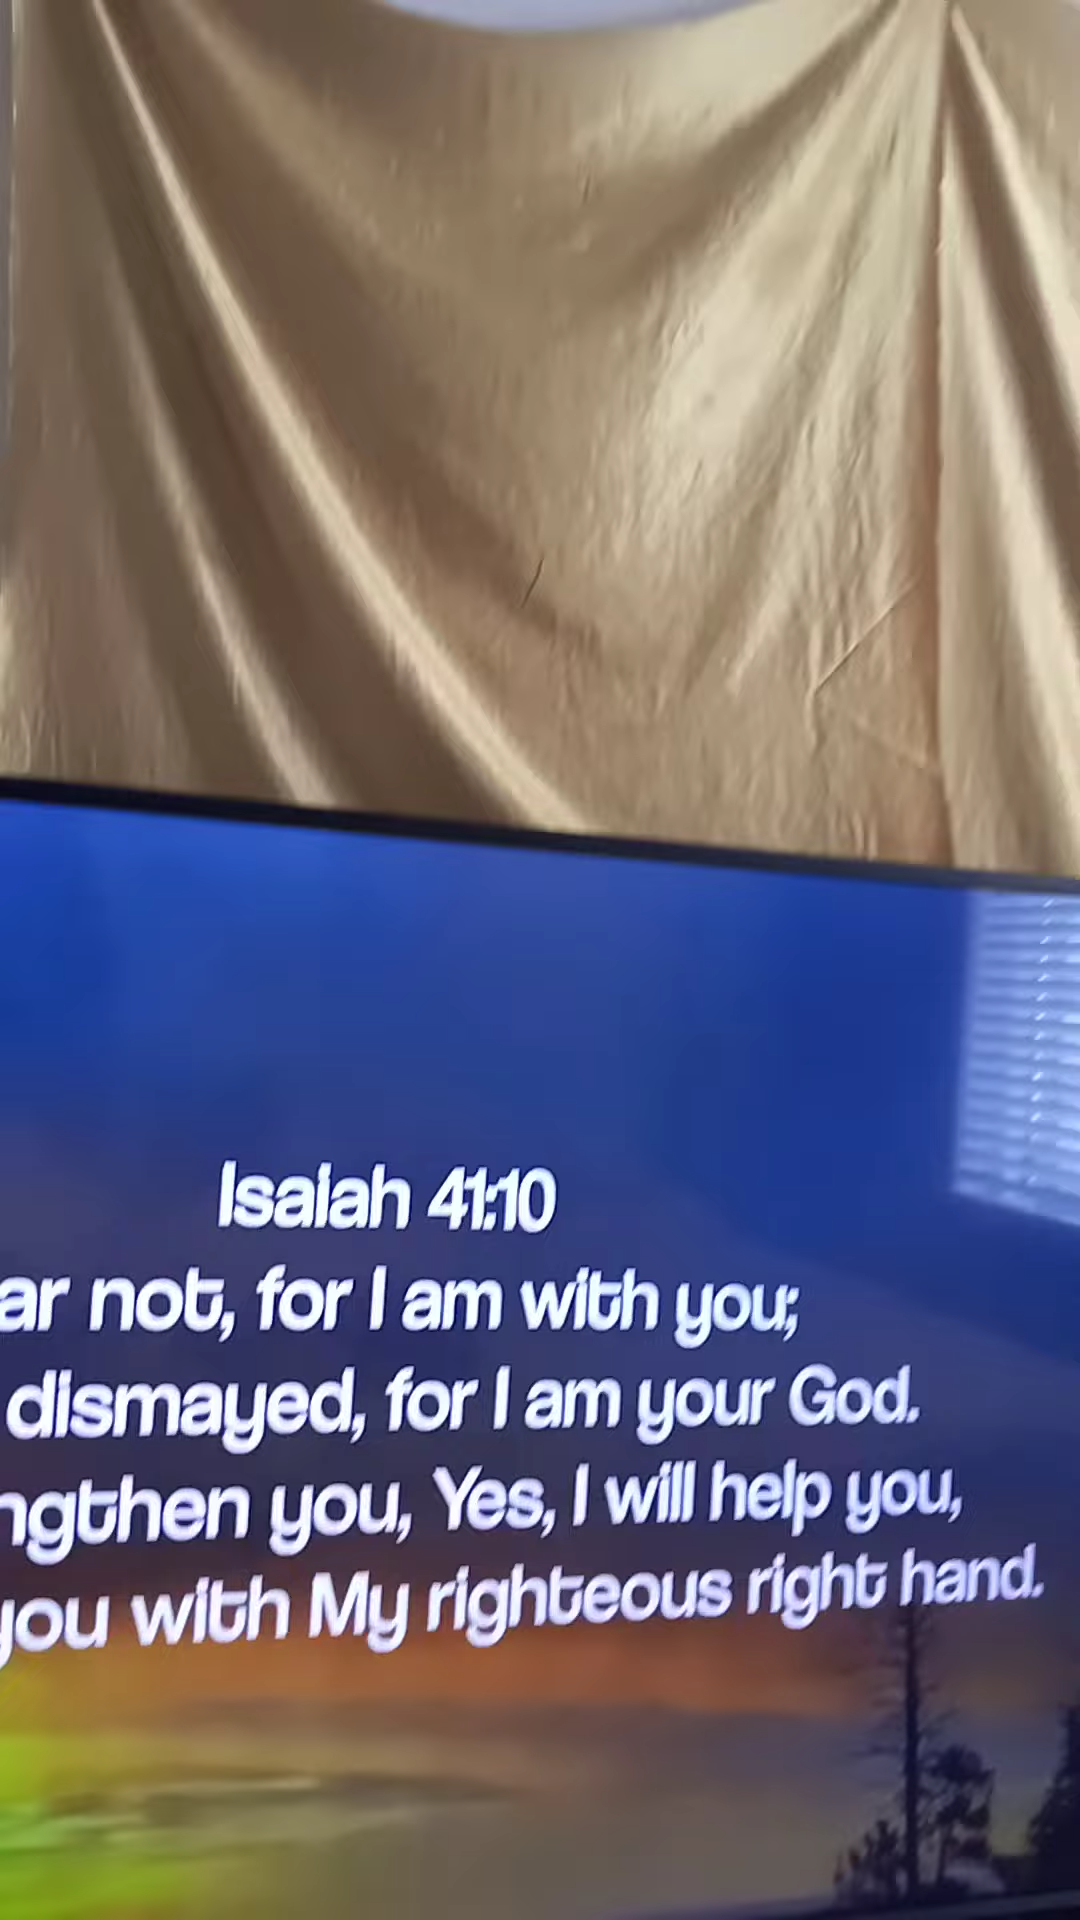 Isaiah 41:10
ar not, for I am with you;
dismayed, for I am your God.
ngthen you, Yes, I will help you,
you with My righteous right hand.